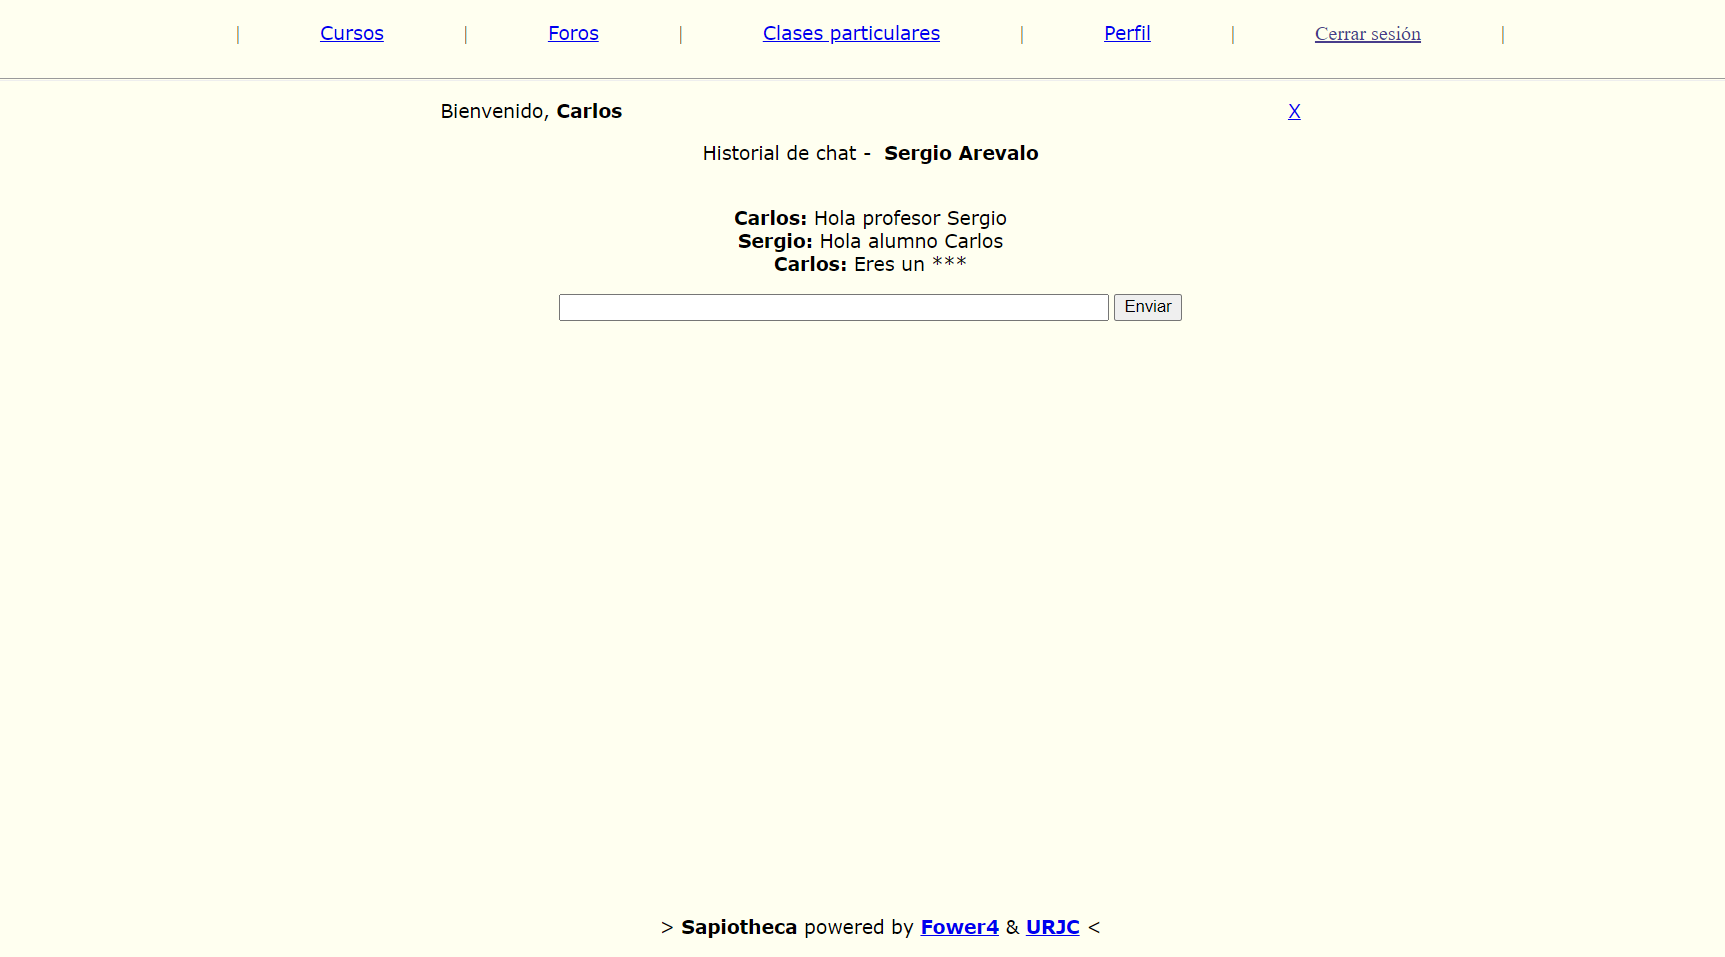 | Cursos | Foros | Clases particulares | Perfil | Cerrar sesión |
Bienvenido, Carlos X
Historial de chat - Sergio Arevalo
Carlos: Hola profesor Sergio
Sergio: Hola alumno Carlos
Carlos: Eres un ***
Enviar
> Sapiotheca powered by Fower4 & URJC <